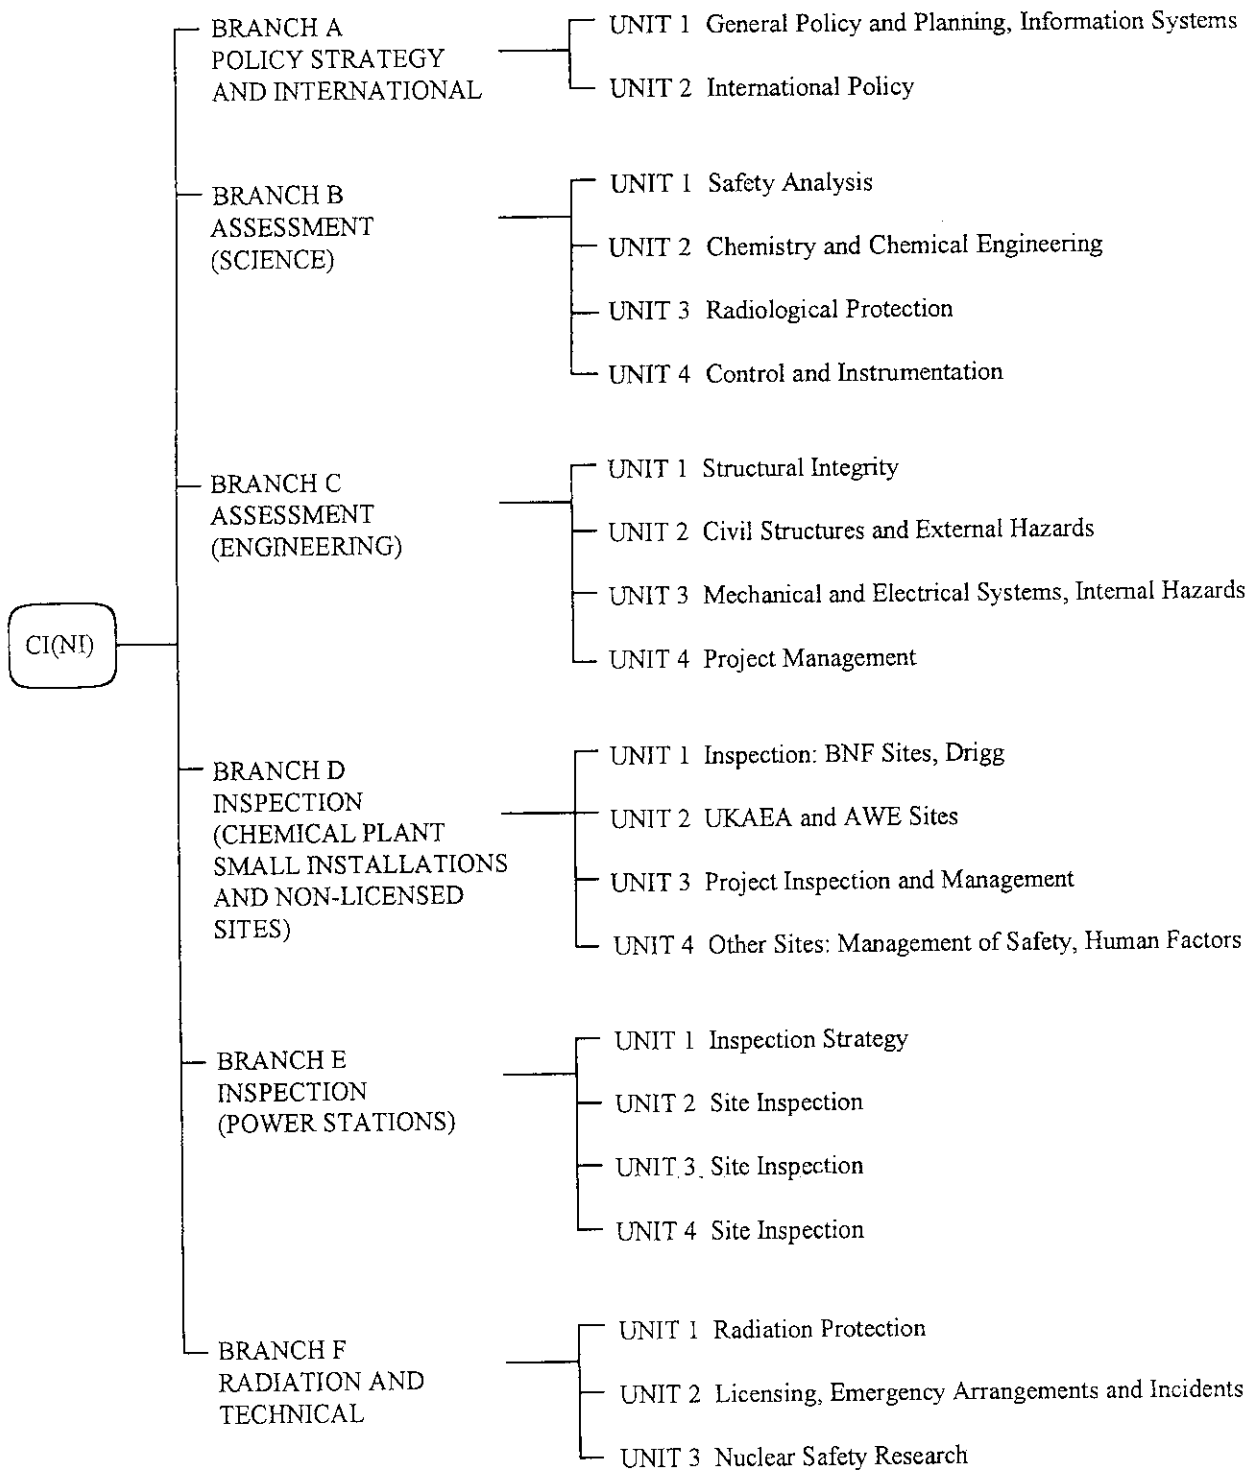 BRANCH A
POLICY STRATEGY
AND INTERNATIONAL
UNIT 1 General Policy and Planning, Information Systems
UNIT 2 International Policy
BRANCH B
ASSESSMENT
(SCIENCE)
UNIT 1 Safety Analysis
UNIT 2 Chemistry and Chemical Engineering
UNIT 3 Radiological Protection
UNIT 4 Control and Instrumentation
BRANCH C
ASSESSMENT
(ENGINEERING)
UNIT 1 Structural Integrity
UNIT 2 Civil Structures and External Hazards
UNIT 3 Mechanical and Electrical Systems, Internal Hazards
UNIT 4 Project Management
CI(NI)
BRANCH D
INSPECTION
(CHEMICAL PLANT
SMALL INSTALLATIONS
AND NON-LICENSED
SITES)
UNIT 1 Inspection: BNF Sites, Drigg
UNIT 2 UKAEA and AWE Sites
UNIT 3 Project Inspection and Management
UNIT 4 Other Sites: Management of Safety, Human Factors
BRANCH E
INSPECTION
(POWER STATIONS)
UNIT 1 Inspection Strategy
UNIT 2 Site Inspection
UNIT 3 Site Inspection
UNIT 4 Site Inspection
BRANCH F
RADIATION AND
TECHNICAL
UNIT 1 Radiation Protection
UNIT 2 Licensing, Emergency Arrangements and Incidents
UNIT 3 Nuclear Safety Research